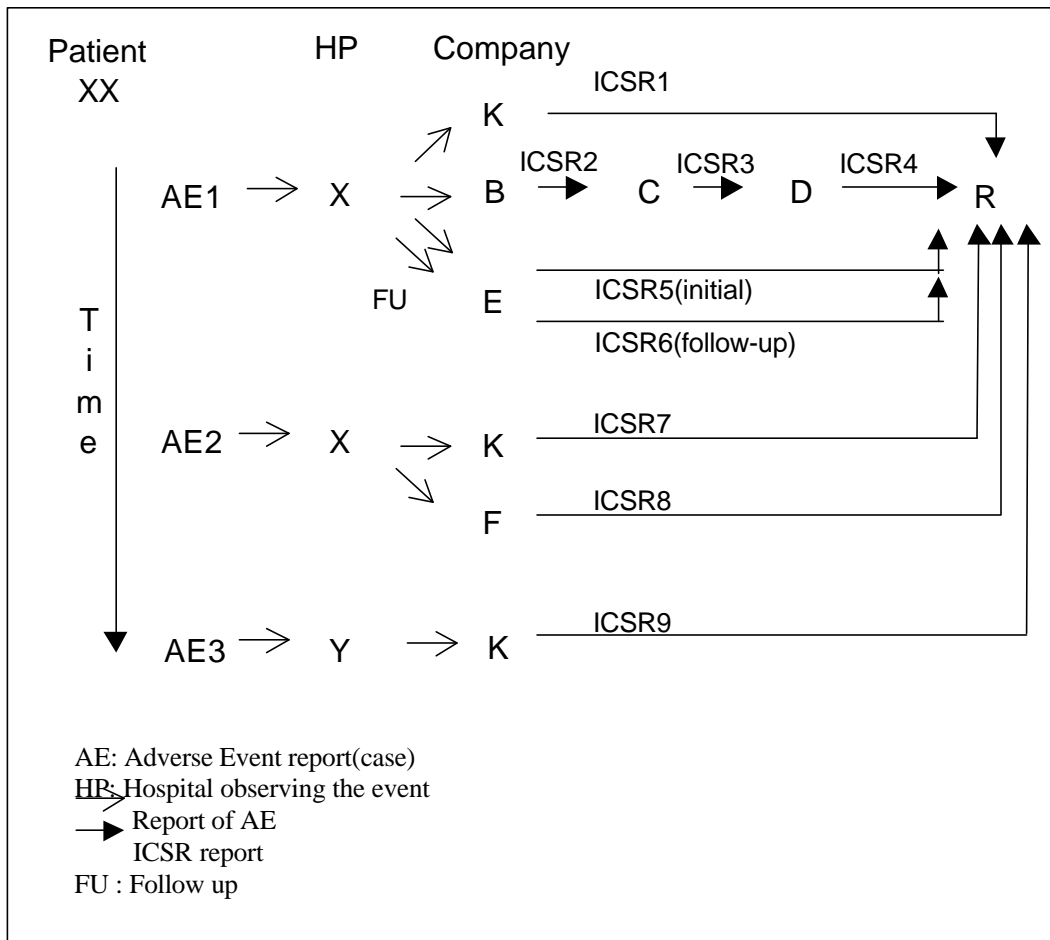 Patient
XX
HP
Company
ICSR1
K
ICSR2
ICSR3
ICSR4
AE1
X
B
C
D
R
FU
E
ICSR5(initial)
ICSR6(follow-up)
T
i
m
e
ICSR7
AE2
X
K
ICSR8
F
ICSR9
AE3
Y
K
AE: Adverse Event report(case)
HP: Hospital observing the event
Report of AE
ICSR report
FU : Follow up